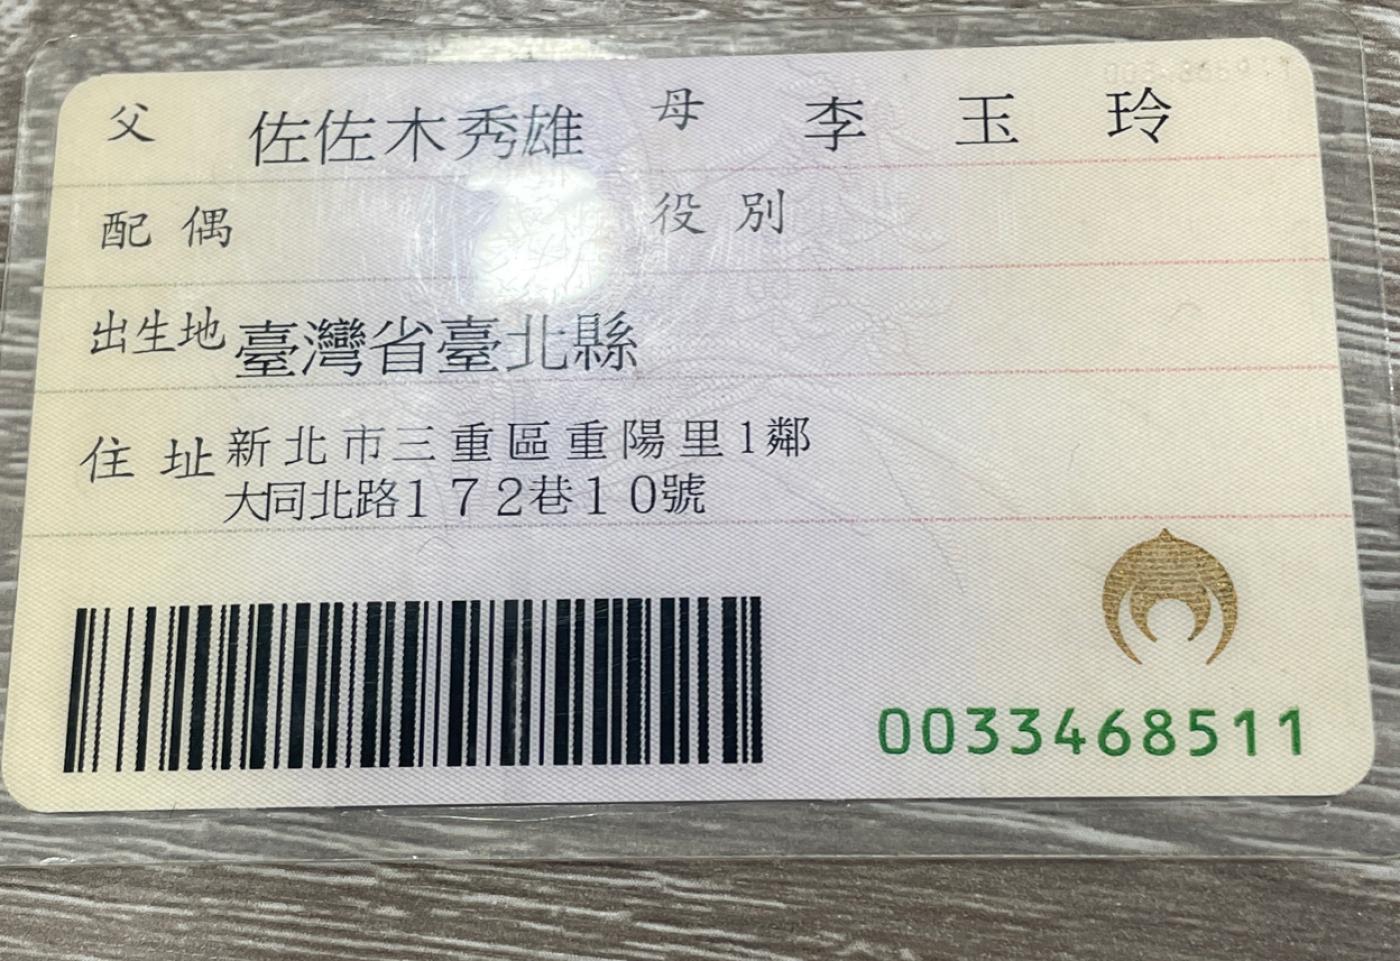 父 佐佐木秀雄 母 李 玉 玲
配 偶 役 別
出生地 臺灣省臺北縣
住 址 新北市三重區重陽里1鄰
大同北路172巷10號
0033468511